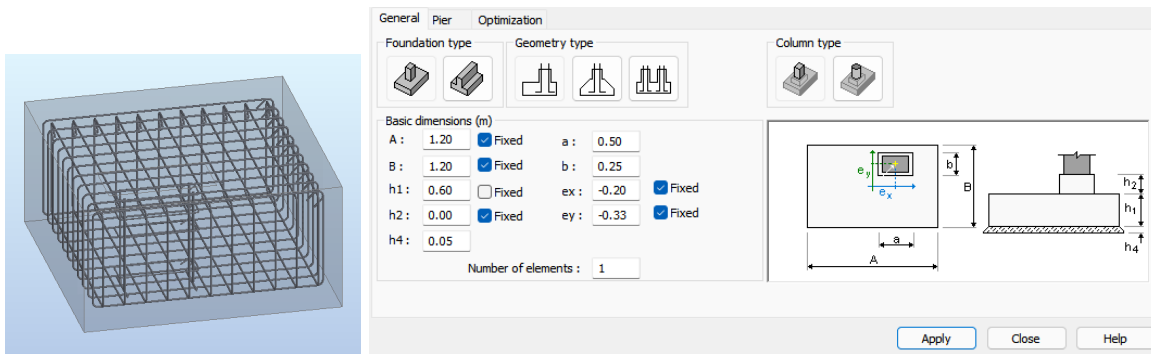 General Pier Optimization
Foundation type Geometry type Column type
Basic dimensions (m)
A : 1.20 Fixed a : 0.50
B : 1.20 Fixed b : 0.25
h1: 0.60 Fixed ex : -0.20 Fixed
h2: 0.00 Fixed ey : -0.33 Fixed
h4: 0.05
Number of elements : 1
e y
e x
b
B
a
A
h2
h1
h4
Apply Close Help